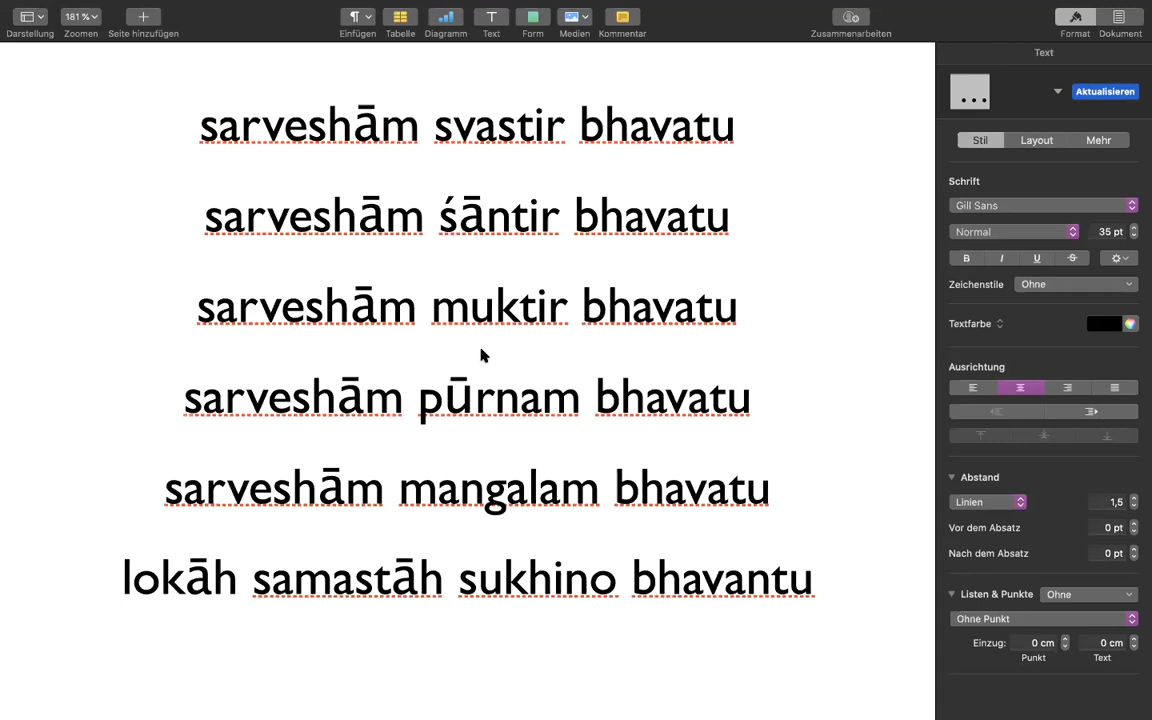 181 %
Darstellung Zoomen Seite hinzufügen Einfügen Tabelle Diagramm Text Form Medien Kommentar Zusammenarbeiten Format Dokument
Text
Aktualisieren
Stil Layout Mehr
Schrift
Gill Sans
Normal 35 pt
B I U S
Zeichenstile Ohne
Textfarbe
Ausrichtung
Abstand
Linien 1,5
Vor dem Absatz 0 pt
Nach dem Absatz 0 pt
Listen & Punkte Ohne
Ohne Punkt
Einzug: 0 cm 0 cm
Punkt Text
sarveshām svastir bhavatu
sarveshām śāntir bhavatu
sarveshām muktir bhavatu
sarveshām pūrnam bhavatu
sarveshām mangalam bhavatu
lokāh samastāh sukhino bhavantu